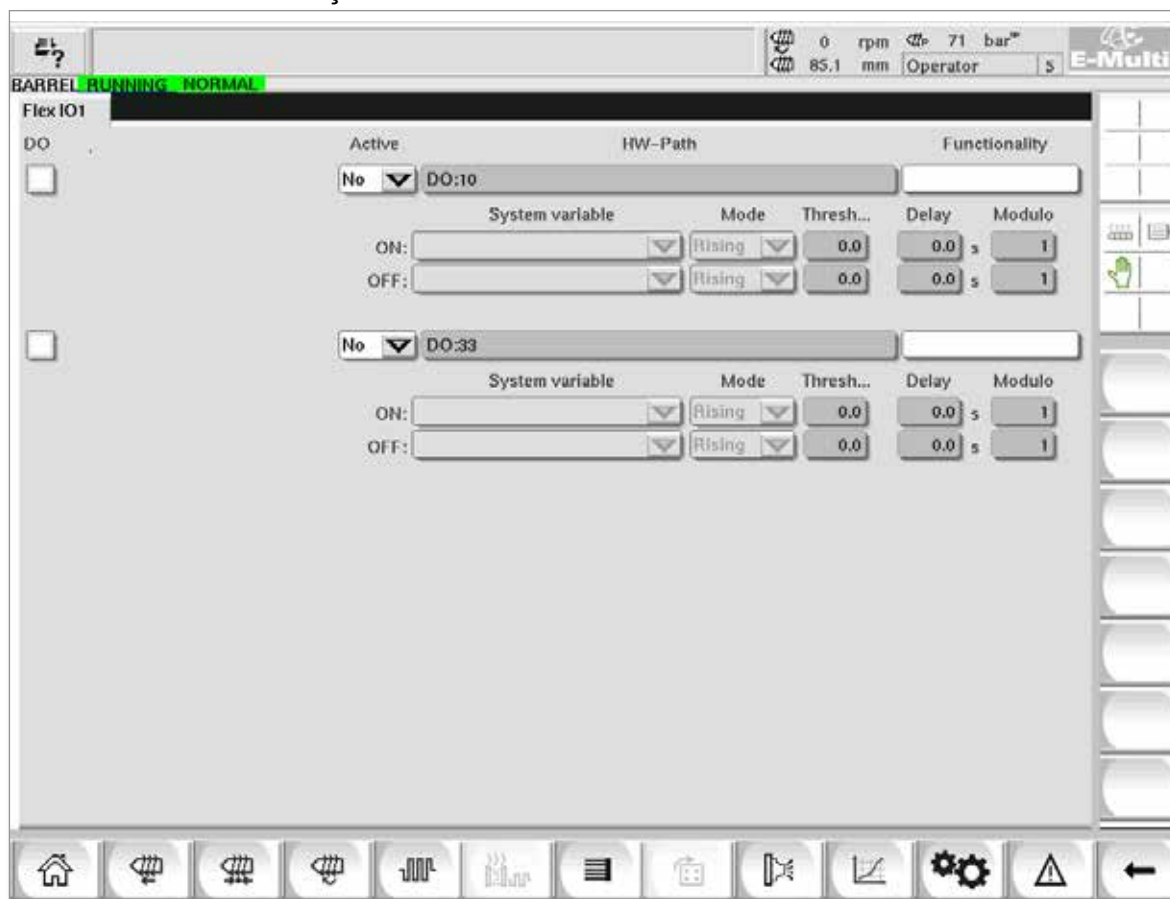 0 rpm 71 bar
85.1 mm Operator S E-Multi
BARREL RUNNING NORMAL
Flex IO1
DO Active HW-Path Functionality
No DO:10
System variable Mode Thresh... Delay Modulo
ON: Rising 0.0 0.0 s 1
OFF: Rising 0.0 0.0 s 1
No DO:33
System variable Mode Thresh... Delay Modulo
ON: Rising 0.0 0.0 s 1
OFF: Rising 0.0 0.0 s 1